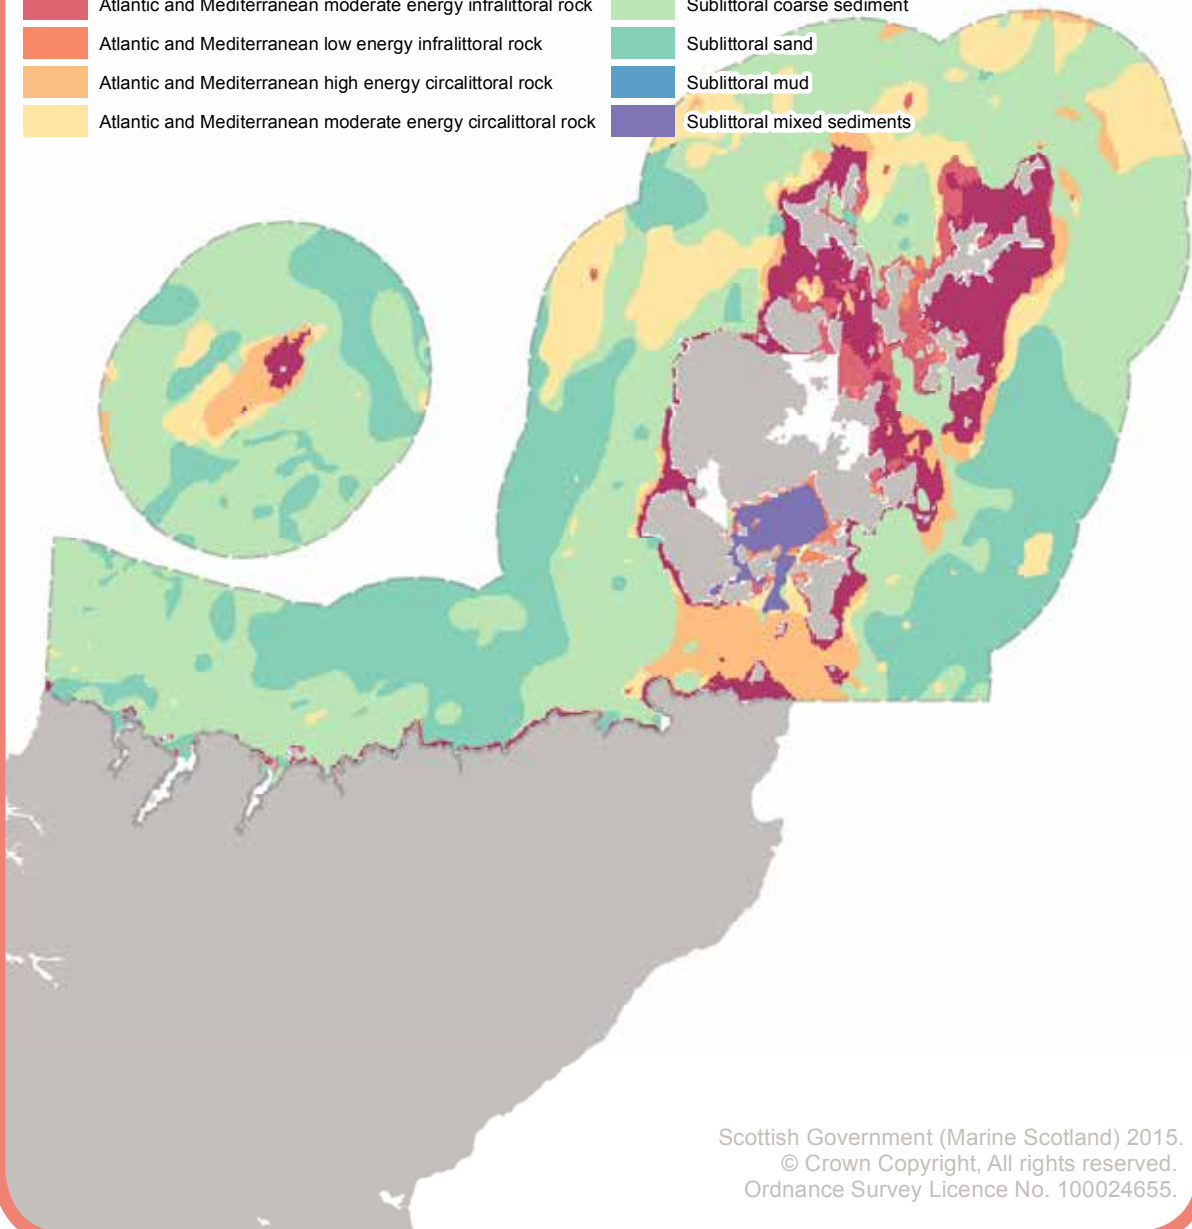 Atlantic and Mediterranean moderate energy infralittoral rock
Atlantic and Mediterranean low energy infralittoral rock
Atlantic and Mediterranean high energy circalittoral rock
Atlantic and Mediterranean moderate energy circalittoral rock
Sublittoral coarse sediment
Sublittoral sand
Sublittoral mud
Sublittoral mixed sediments
Scottish Government (Marine Scotland) 2015.
© Crown Copyright, All rights reserved.
Ordnance Survey Licence No. 100024655.